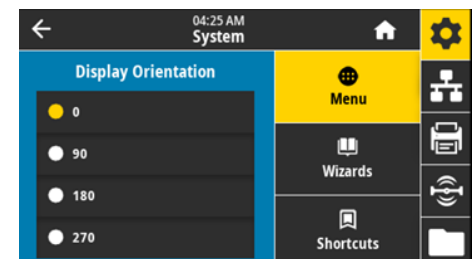 04:25 AM
System
Display Orientation
0
90
180
270
Menu
Wizards
Shortcuts